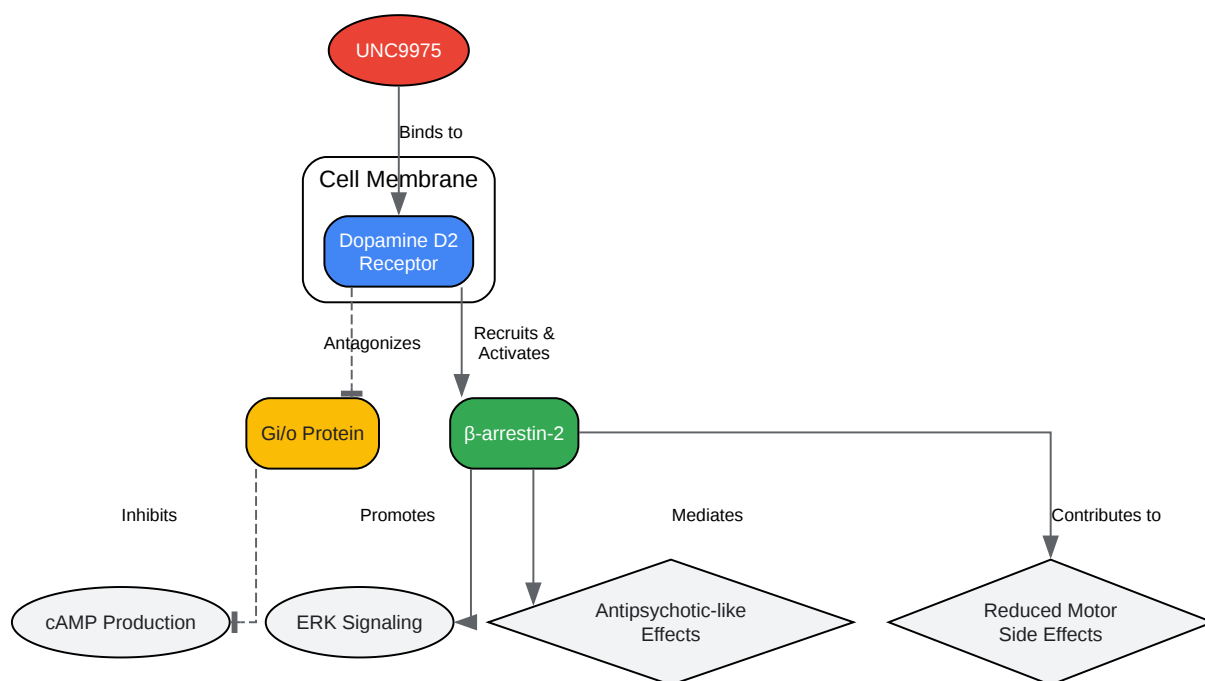 UNC9975
Binds to
Cell Membrane
Dopamine D2
Receptor
Antagonizes
Recruits &
Activates
Gi/o Protein
β-arrestin-2
Inhibits
Promotes
Mediates
Contributes to
cAMP Production
ERK Signaling
Antipsychotic-like
Effects
Reduced Motor
Side Effects